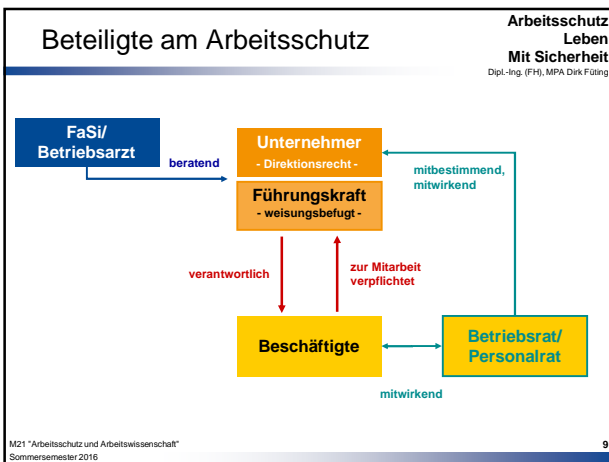 Beteiligte am Arbeitsschutz
Arbeitsschutz
Leben
Mit Sicherheit
Dipl.-Ing. (FH), MPA Dirk Füting
FaSi/
Betriebsarzt
beratend
Unternehmer
- Direktionsrecht -
Führungskraft
- weisungsbefugt -
mitbestimmend,
mitwirkend
verantwortlich
zur Mitarbeit
verpflichtet
Beschäftigte
Betriebsrat/
Personalrat
mitwirkend
M21 "Arbeitsschutz und Arbeitswissenschaft"
Sommersemester 2016
9